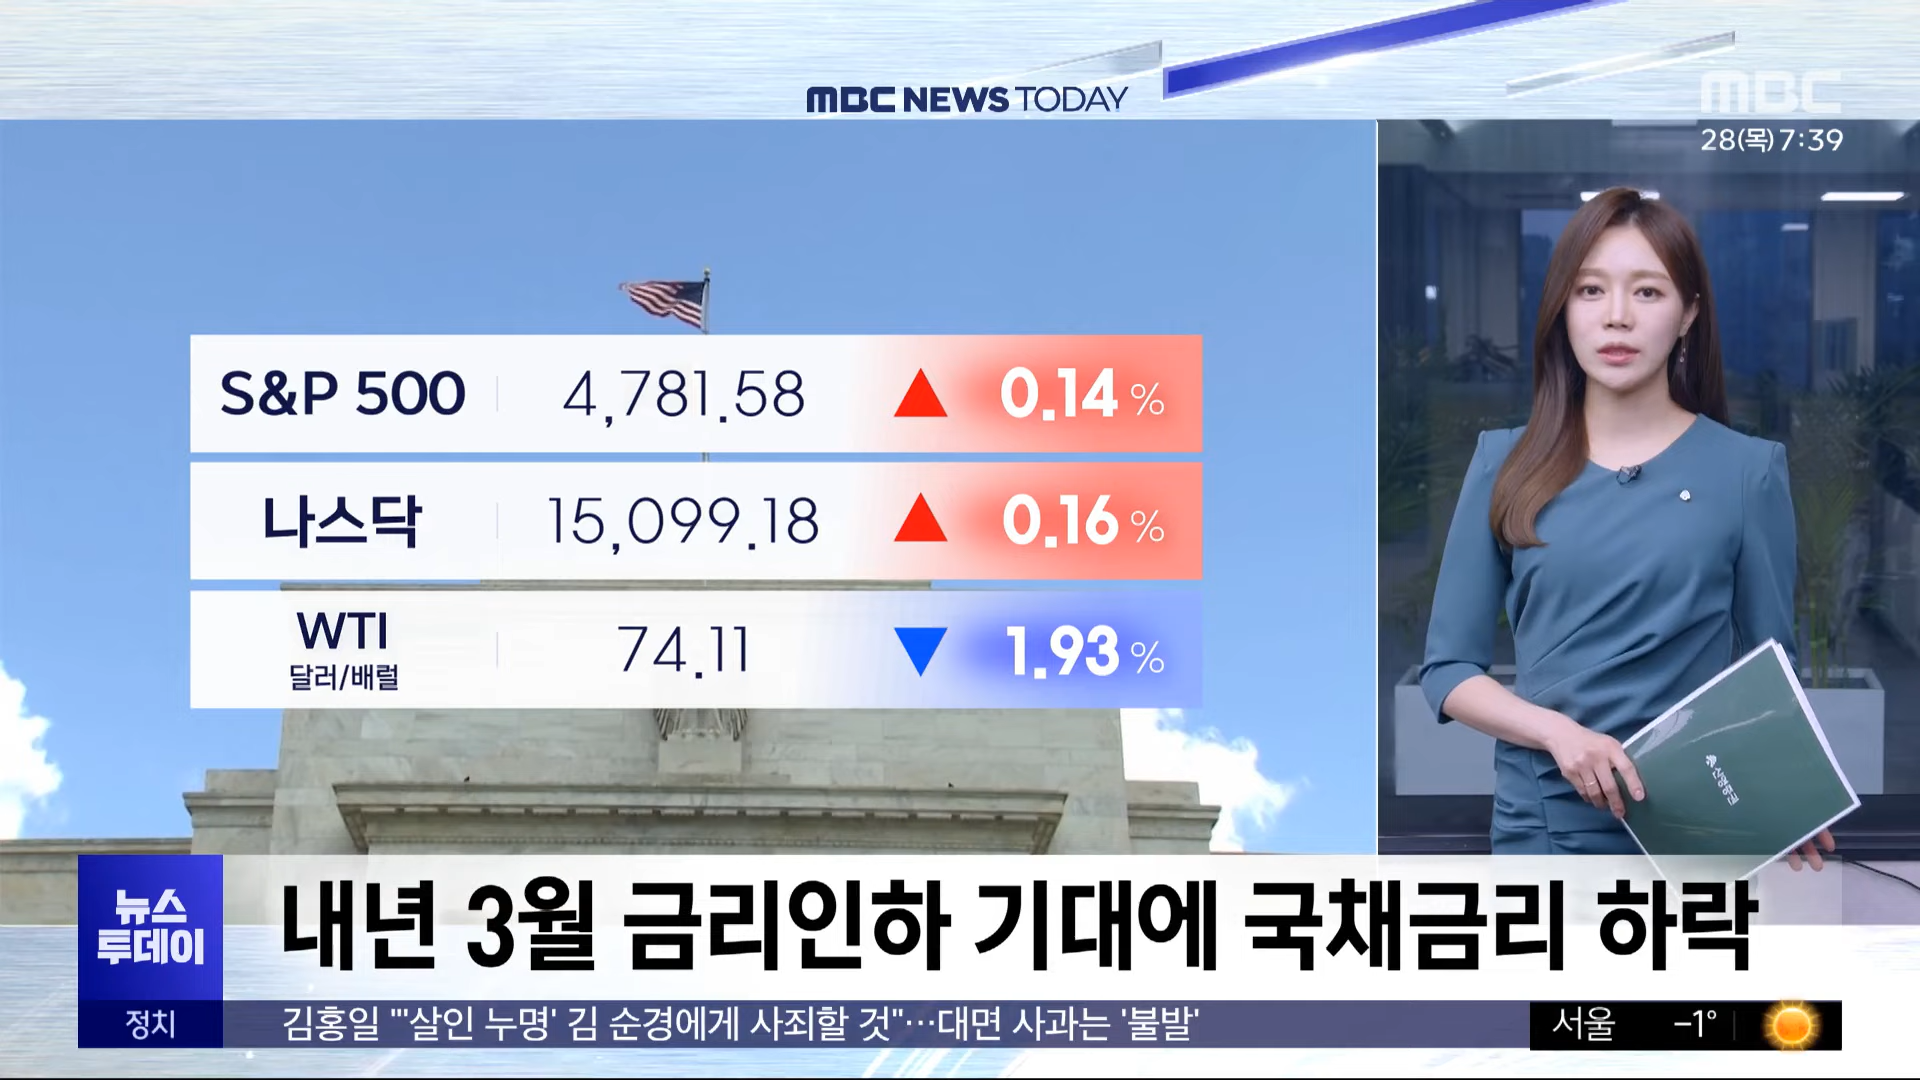 MBC NEWS TODAY
MBC
28(목) 7:39
S&P 500 4,781.58 ▲ 0.14 %
나스닥 15,099.18 ▲ 0.16 %
WTI 74.11 ▼ 1.93 %
달러/배럴
뉴스
투데이
내년 3월 금리인하 기대에 국채금리 하락
정치
김홍일 "'살인 누명' 김 순경에게 사죄할 것"…대면 사과는 '불발'
서울 -1°